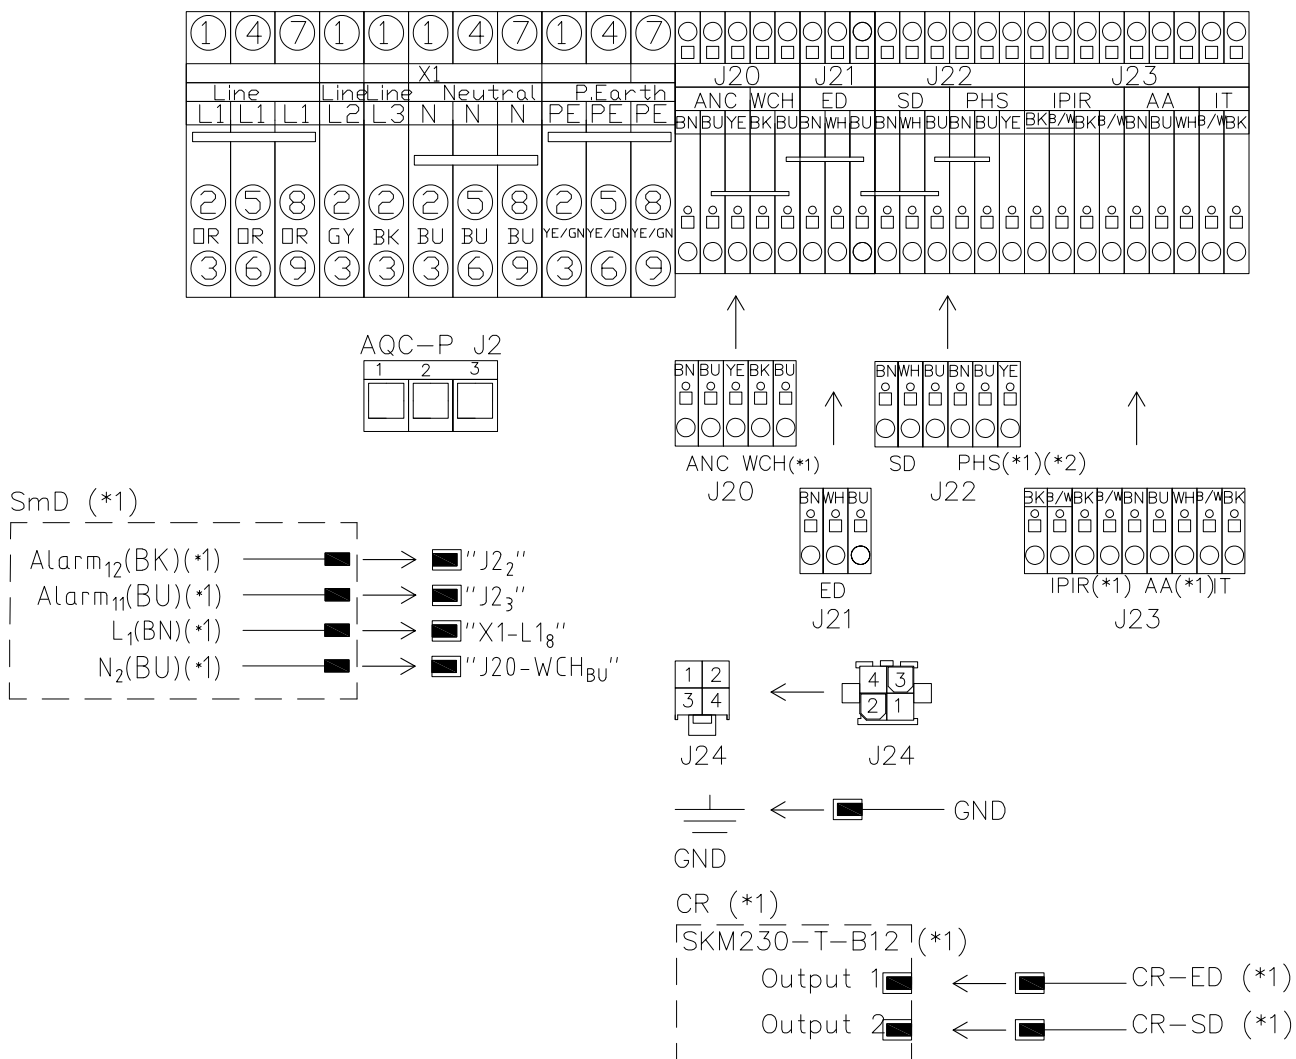 1 4 7 1 1 1 4 7 1 4 7
X1 J20 J21 J22 J23
Line Line Line Neutral P.Earth ANC WCH ED SD PHS IPIR AA IT
L1 L1 L1 L2 L3 N N N PE PE PE BN BU YE BK BU BN WH BU BN WH BU BN BU YE BK B/W BK B/W BN BU WH B/W BK
2 5 8 2 2 2 5 8 2 5 8
OR OR OR GY BK BU BU BU YE/GN YE/GN YE/GN
3 6 9 3 3 3 6 9 3 6 9
AQC-P J2
1 2 3
BN BU YE BK BU
ANC WCH(*1)
J20
BN WH BU BN BU YE
SD PHS(*1)(*2)
J22
BN WH BU
ED
J21
BK B/W BK B/W BN BU WH B/W BK
IPIR(*1) AA(*1) IT
J23
SmD (*1)
Alarm12(BK)(*1) "J22"
Alarm11(BU)(*1) "J23"
L1(BN)(*1) "X1-L18"
N2(BU)(*1) "J20-WCHBU"
1 2
3 4
J24
4 3
2 1
J24
GND
GND
CR (*1)
SKM230-T-B12 (*1)
Output 1 CR-ED (*1)
Output 2 CR-SD (*1)